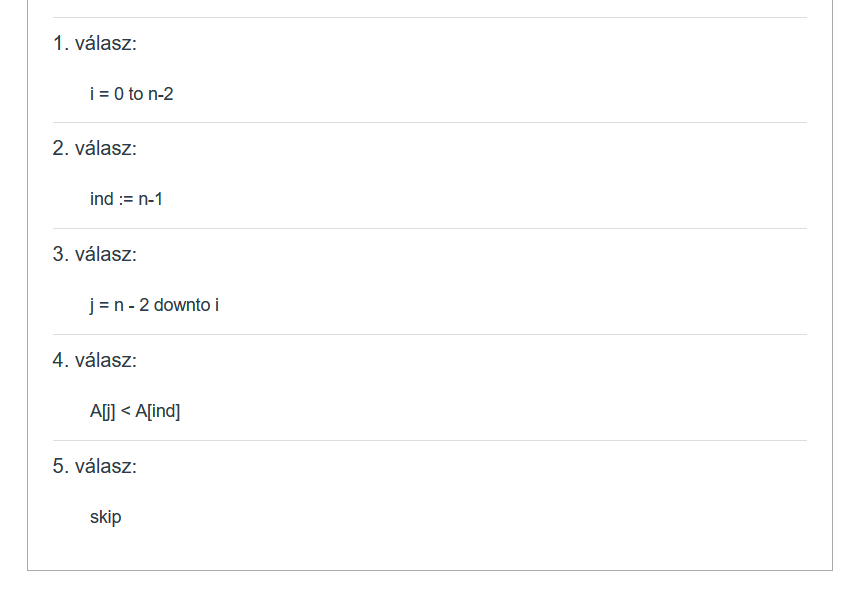 1. válasz:
i = 0 to n-2
2. válasz:
ind := n-1
3. válasz:
j = n - 2 downto i
4. válasz:
A[j] < A[ind]
5. válasz:
skip